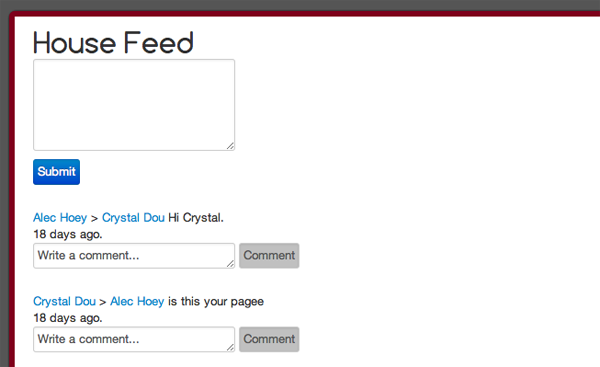 House Feed
Submit
Alec Hoey > Crystal Dou Hi Crystal.
18 days ago.
Write a comment... Comment
Crystal Dou > Alec Hoey is this your pagee
18 days ago.
Write a comment... Comment